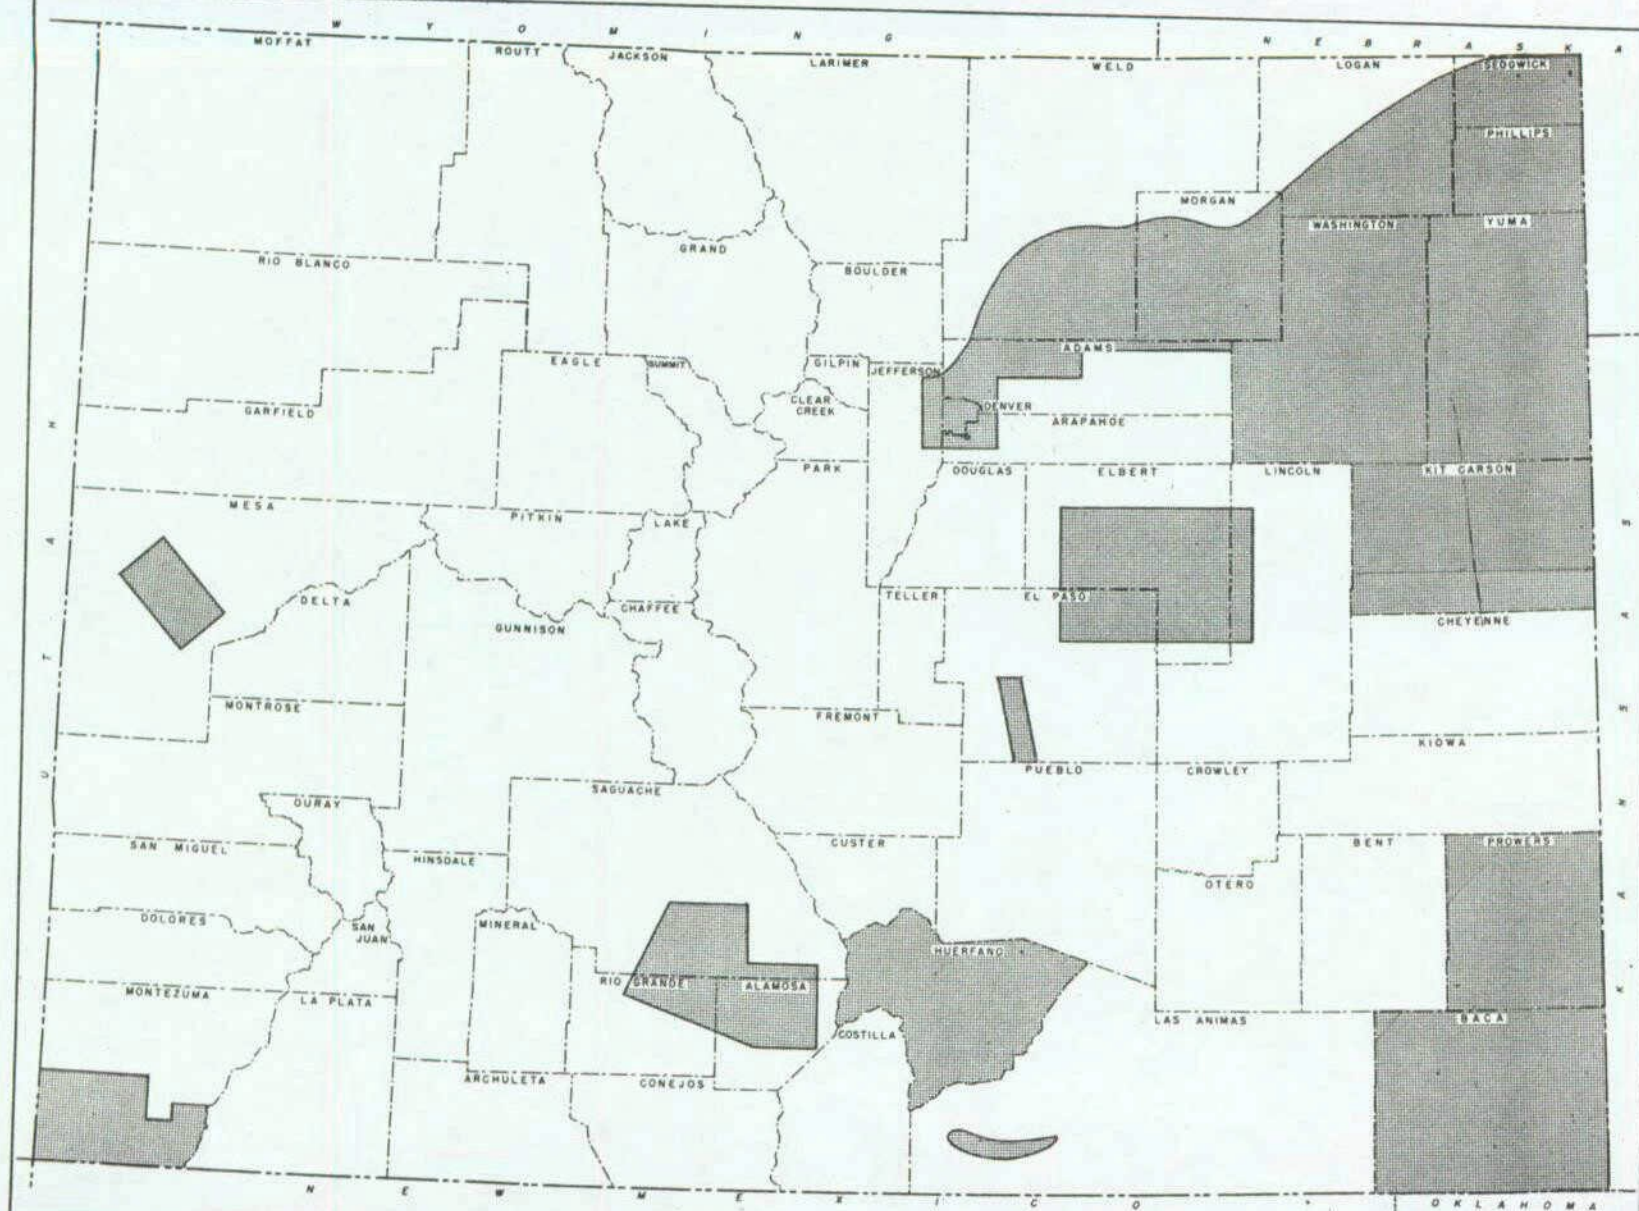 WYOMING
NEBRASKA
MOFFAT
ROUTT
JACKSON
LARIMER
WELD
LOGAN
SEDGWICK
PHILLIPS
MORGAN
WASHINGTON
YUMA
RIO BLANCO
GRAND
BOULDER
EAGLE
SUMMIT
GILPIN
JEFFERSON
ADAMS
GARFIELD
CLEAR
CREEK
DENVER
ARAPAHOE
PARK
DOUGLAS
ELBERT
LINCOLN
KIT CARSON
MESA
PITKIN
LAKE
DELTA
GUNNISON
CHAFFEE
TELLER
EL PASO
CHEYENNE
MONTROSE
FREMONT
KIOWA
UTAH
KANSAS
OURAY
SAGUACHE
PUEBLO
CROWLEY
SAN MIGUEL
HINSDALE
CUSTER
BENT
PROWERS
OTERO
DOLORES
SAN
JUAN
MINERAL
HUERFANO
RIO GRANDE
ALAMOSA
MONTEZUMA
LA PLATA
COSTILLA
LAS ANIMAS
BACA
ARCHULETA
CONEJOS
NEW MEXICO
OKLAHOMA